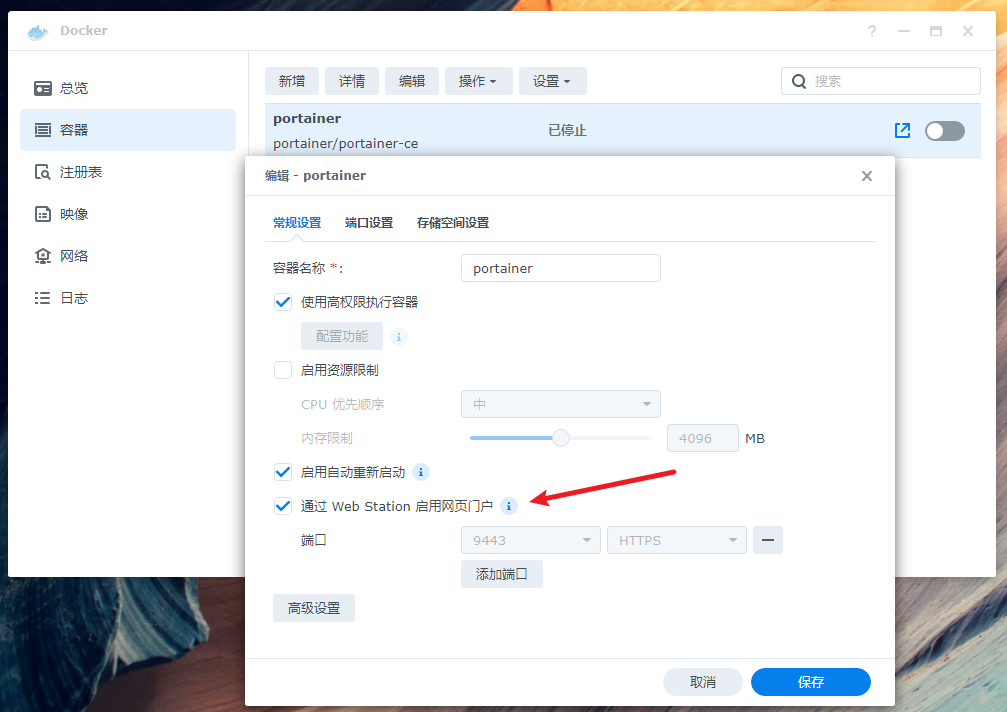 Docker
?
总览
容器
注册表
映像
网络
日志
新增 详情 编辑 操作 设置
搜索
portainer
portainer/portainer-ce
已停止
编辑 - portainer
常规设置 端口设置 存储空间设置
容器名称 *: portainer
使用高权限执行容器
配置功能 i
启用资源限制
CPU 优先顺序 中
内存限制 4096 MB
启用自动重新启动 i
通过 Web Station 启用网页门户 i
端口 9443 HTTPS
添加端口
高级设置
取消 保存